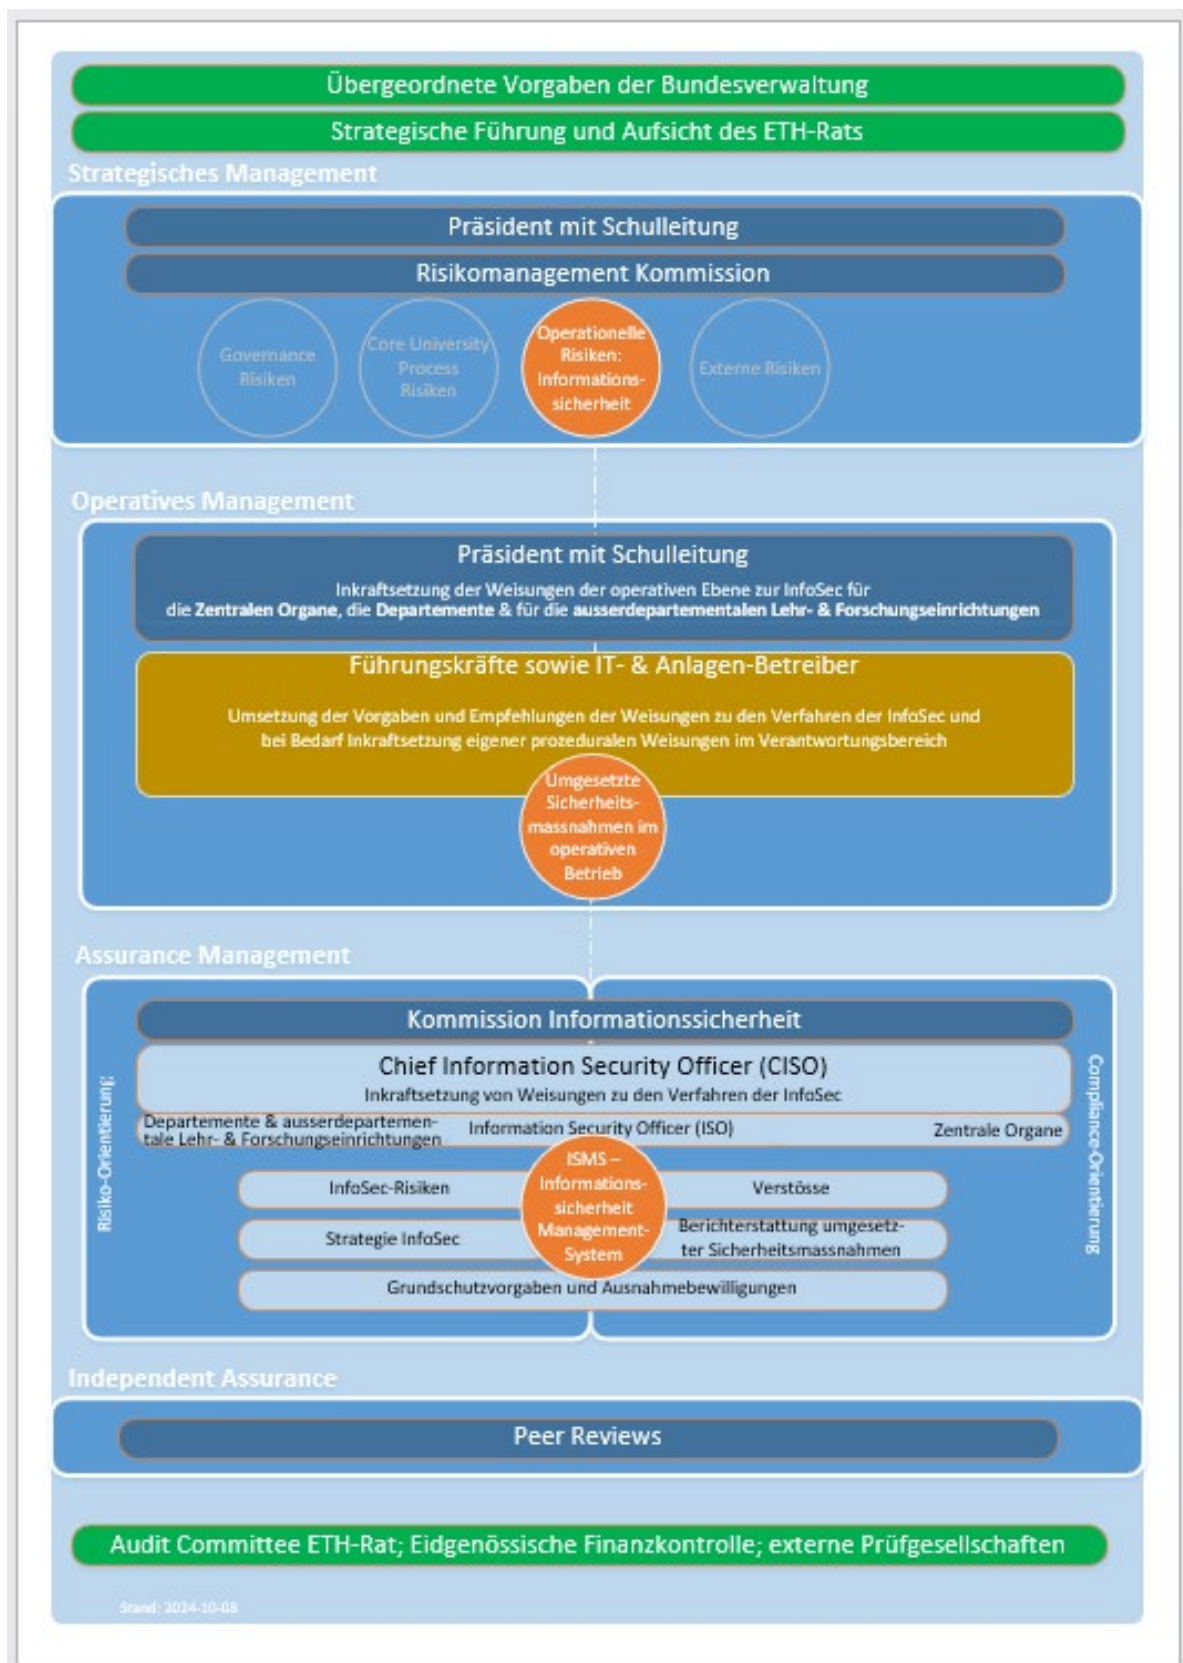 Übergeordnete Vorgaben der Bundesverwaltung
Strategische Führung und Aufsicht des ETH-Rats
Strategisches Management
Präsident mit Schulleitung
Risikomanagement Kommission
Governance
Risiken
Core University
Process
Risiken
Operationelle
Risiken:
Informations-
sicherheit
Externe Risiken
Operatives Management
Präsident mit Schulleitung
Inkraftsetzung der Weisungen der operativen Ebene zur InfoSec für
die Zentralen Organe, die Departemente & für die ausserdepartementalen Lehr- & Forschungseinrichtungen
Führungskräfte sowie IT- & Anlagen-Betreiber
Umsetzung der Vorgaben und Empfehlungen der Weisungen zu den Verfahren der InfoSec und
bei Bedarf Inkraftsetzung eigener prozeduralen Weisungen im Verantwortungsbereich
Umgesetzte
Sicherheits-
massnahmen im
operativen
Betrieb
Assurance Management
Risiko-Orientierung
Kommission Informationssicherheit
Chief Information Security Officer (CISO)
Inkraftsetzung von Weisungen zu den Verfahren der InfoSec
Departemente & ausserdepartemen-
tale Lehr- & Forschungseinrichtungen
Information Security Officer (ISO)
Zentrale Organe
Compliance-Orientierung
ISMS –
Informations-
sicherheit
Management-
System
InfoSec-Risiken
Verstösse
Strategie InfoSec
Berichterstattung umgesetz-
ter Sicherheitsmassnahmen
Grundschutzvorgaben und Ausnahmebewilligungen
Independent Assurance
Peer Reviews
Audit Committee ETH-Rat; Eidgenössische Finanzkontrolle; externe Prüfgesellschaften
Stand: 2024-10-08